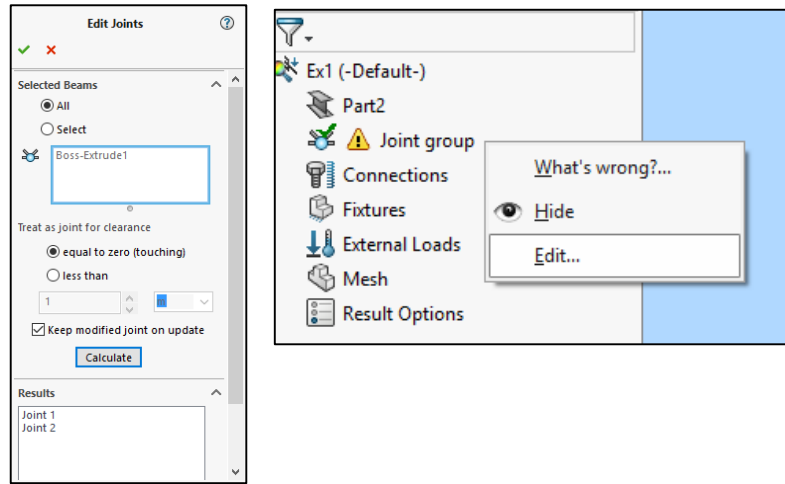 Edit Joints
?
Selected Beams
All
Select
Boss-Extrude1
Treat as joint for clearance
equal to zero (touching)
less than
1
Keep modified joint on update
Calculate
Results
Joint 1
Joint 2
Ex1 (-Default-)
Part2
Joint group
Connections
Fixtures
External Loads
Mesh
Result Options
What's wrong?...
Hide
Edit...